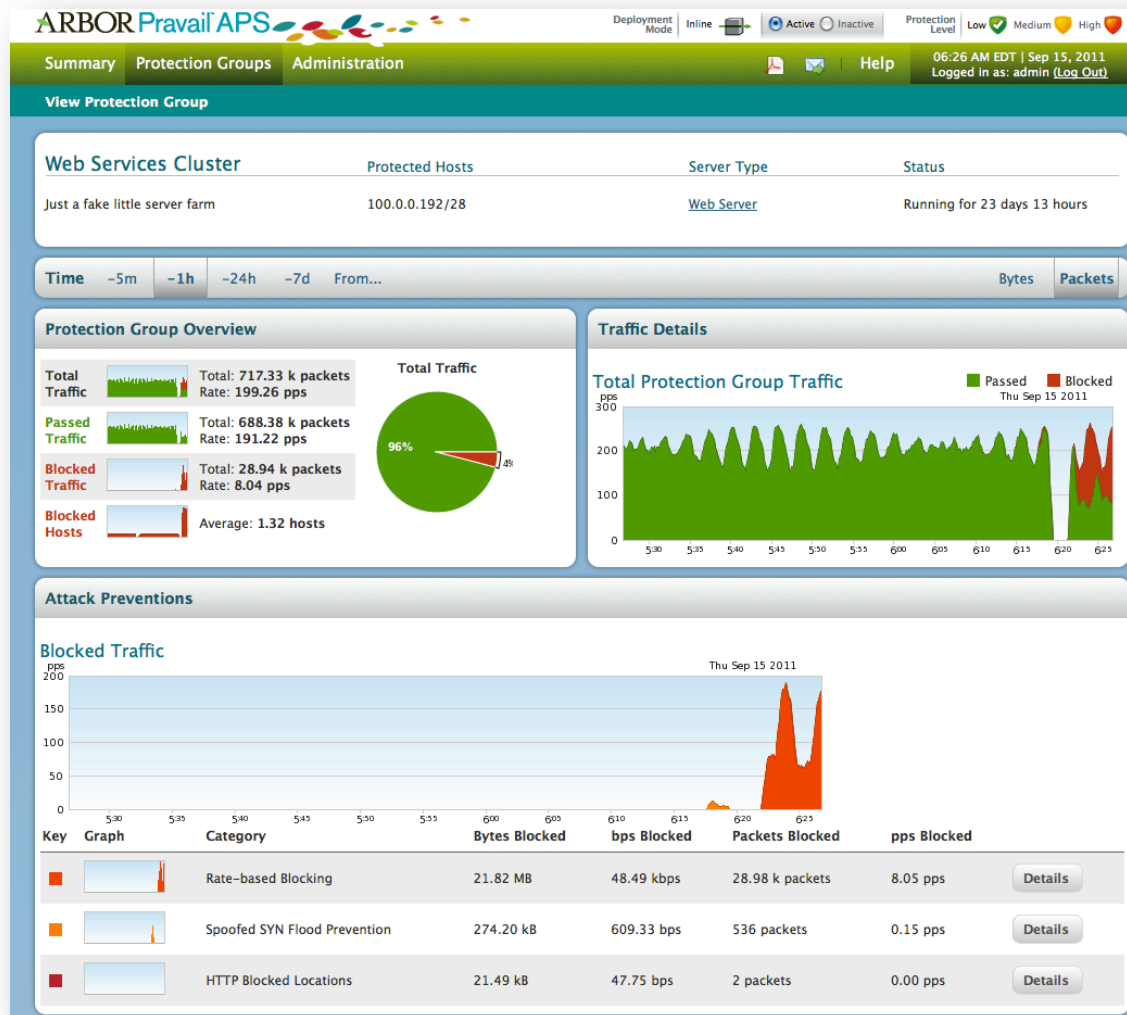 ARBOR Pravail APS
Deployment Mode Inline Active Inactive Protection Level Low Medium High
Summary Protection Groups Administration Help
06:26 AM EDT | Sep 15, 2011
Logged in as: admin (Log Out)
View Protection Group
Web Services Cluster Protected Hosts Server Type Status
Just a fake little server farm 100.0.0.192/28 Web Server Running for 23 days 13 hours
Time -5m -1h -24h -7d From... Bytes Packets
Protection Group Overview
Total Traffic Total: 717.33 k packets
Rate: 199.26 pps
Passed Traffic Total: 688.38 k packets
Rate: 191.22 pps
Blocked Traffic Total: 28.94 k packets
Rate: 8.04 pps
Blocked Hosts Average: 1.32 hosts
Total Traffic
96%
4%
Traffic Details
Total Protection Group Traffic Passed Blocked
pps Thu Sep 15 2011
300
200
100
0
5:30 5:35 5:40 5:45 5:50 5:55 6:00 6:05 6:10 6:15 6:20 6:25
Attack Preventions
Blocked Traffic
pps Thu Sep 15 2011
200
150
100
50
0
5:30 5:35 5:40 5:45 5:50 5:55 6:00 6:05 6:10 6:15 6:20 6:25
Key Graph Category Bytes Blocked bps Blocked Packets Blocked pps Blocked
Rate-based Blocking 21.82 MB 48.49 kbps 28.98 k packets 8.05 pps Details
Spoofed SYN Flood Prevention 274.20 kB 609.33 bps 536 packets 0.15 pps Details
HTTP Blocked Locations 21.49 kB 47.75 bps 2 packets 0.00 pps Details